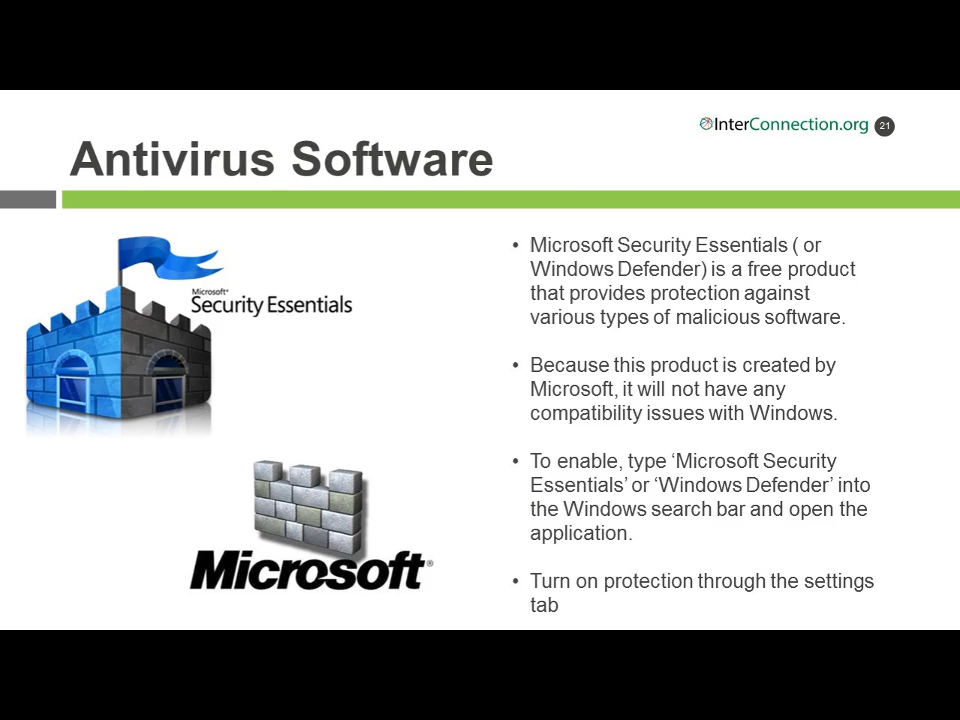 InterConnection.org
21
Antivirus Software
Microsoft®
Security Essentials
Microsoft®
• Microsoft Security Essentials ( or
Windows Defender) is a free product
that provides protection against
various types of malicious software.
• Because this product is created by
Microsoft, it will not have any
compatibility issues with Windows.
• To enable, type ‘Microsoft Security
Essentials’ or ‘Windows Defender’ into
the Windows search bar and open the
application.
• Turn on protection through the settings
tab